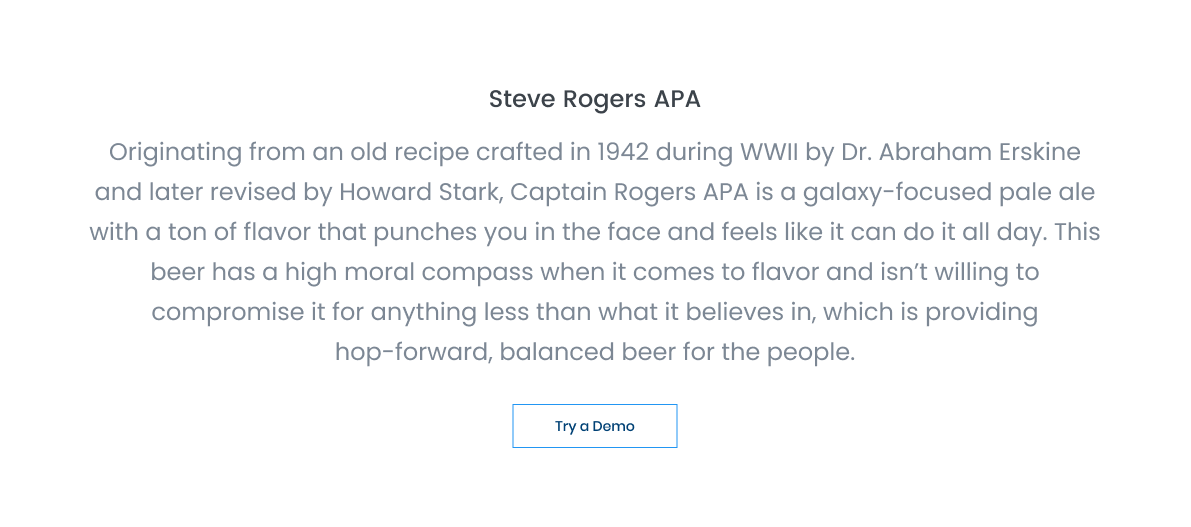 Steve Rogers APA
Originating from an old recipe crafted in 1942 during WWII by Dr. Abraham Erskine
and later revised by Howard Stark, Captain Rogers APA is a galaxy-focused pale ale
with a ton of flavor that punches you in the face and feels like it can do it all day. This
beer has a high moral compass when it comes to flavor and isn’t willing to
compromise it for anything less than what it believes in, which is providing
hop-forward, balanced beer for the people.
Try a Demo